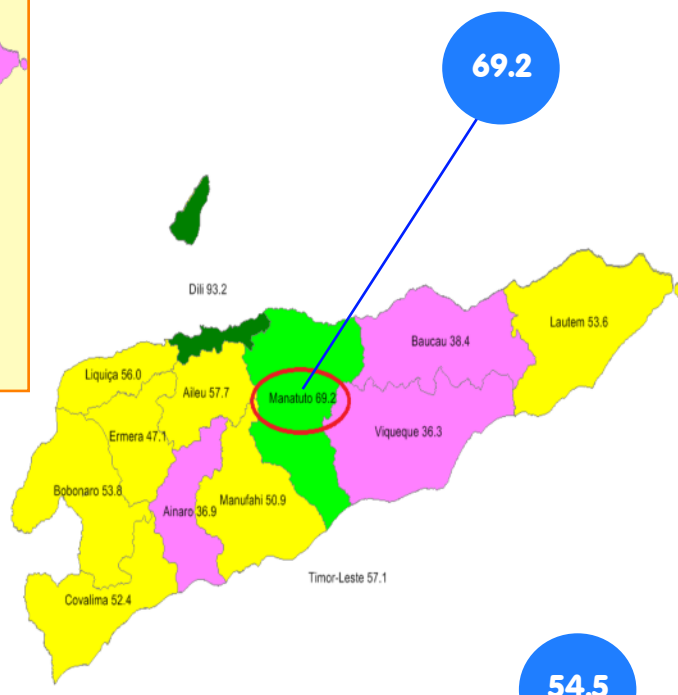 69.2
Dili 93.2
Lautem 53.6
Baucau 38.4
Liquiça 56.0
Aileu 57.7
Manatuto 69.2
Ermera 47.1
Viqueque 36.3
Bobonaro 53.8
Manufahi 50.9
Ainaro 36.9
Timor-Leste 57.1
Covalima 52.4
54.5